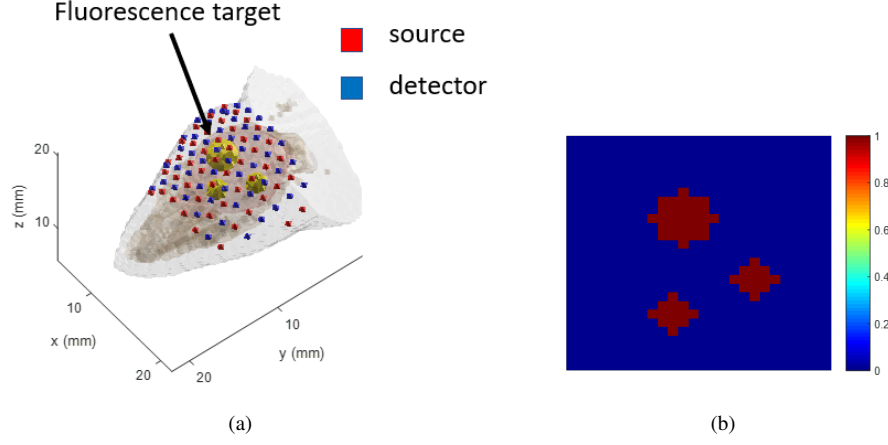 Fluorescence target
source
detector
20
10
z (mm)
10
x (mm)
20
10
y (mm)
20
1
0.8
0.6
0.4
0.2
0
(a)
(b)